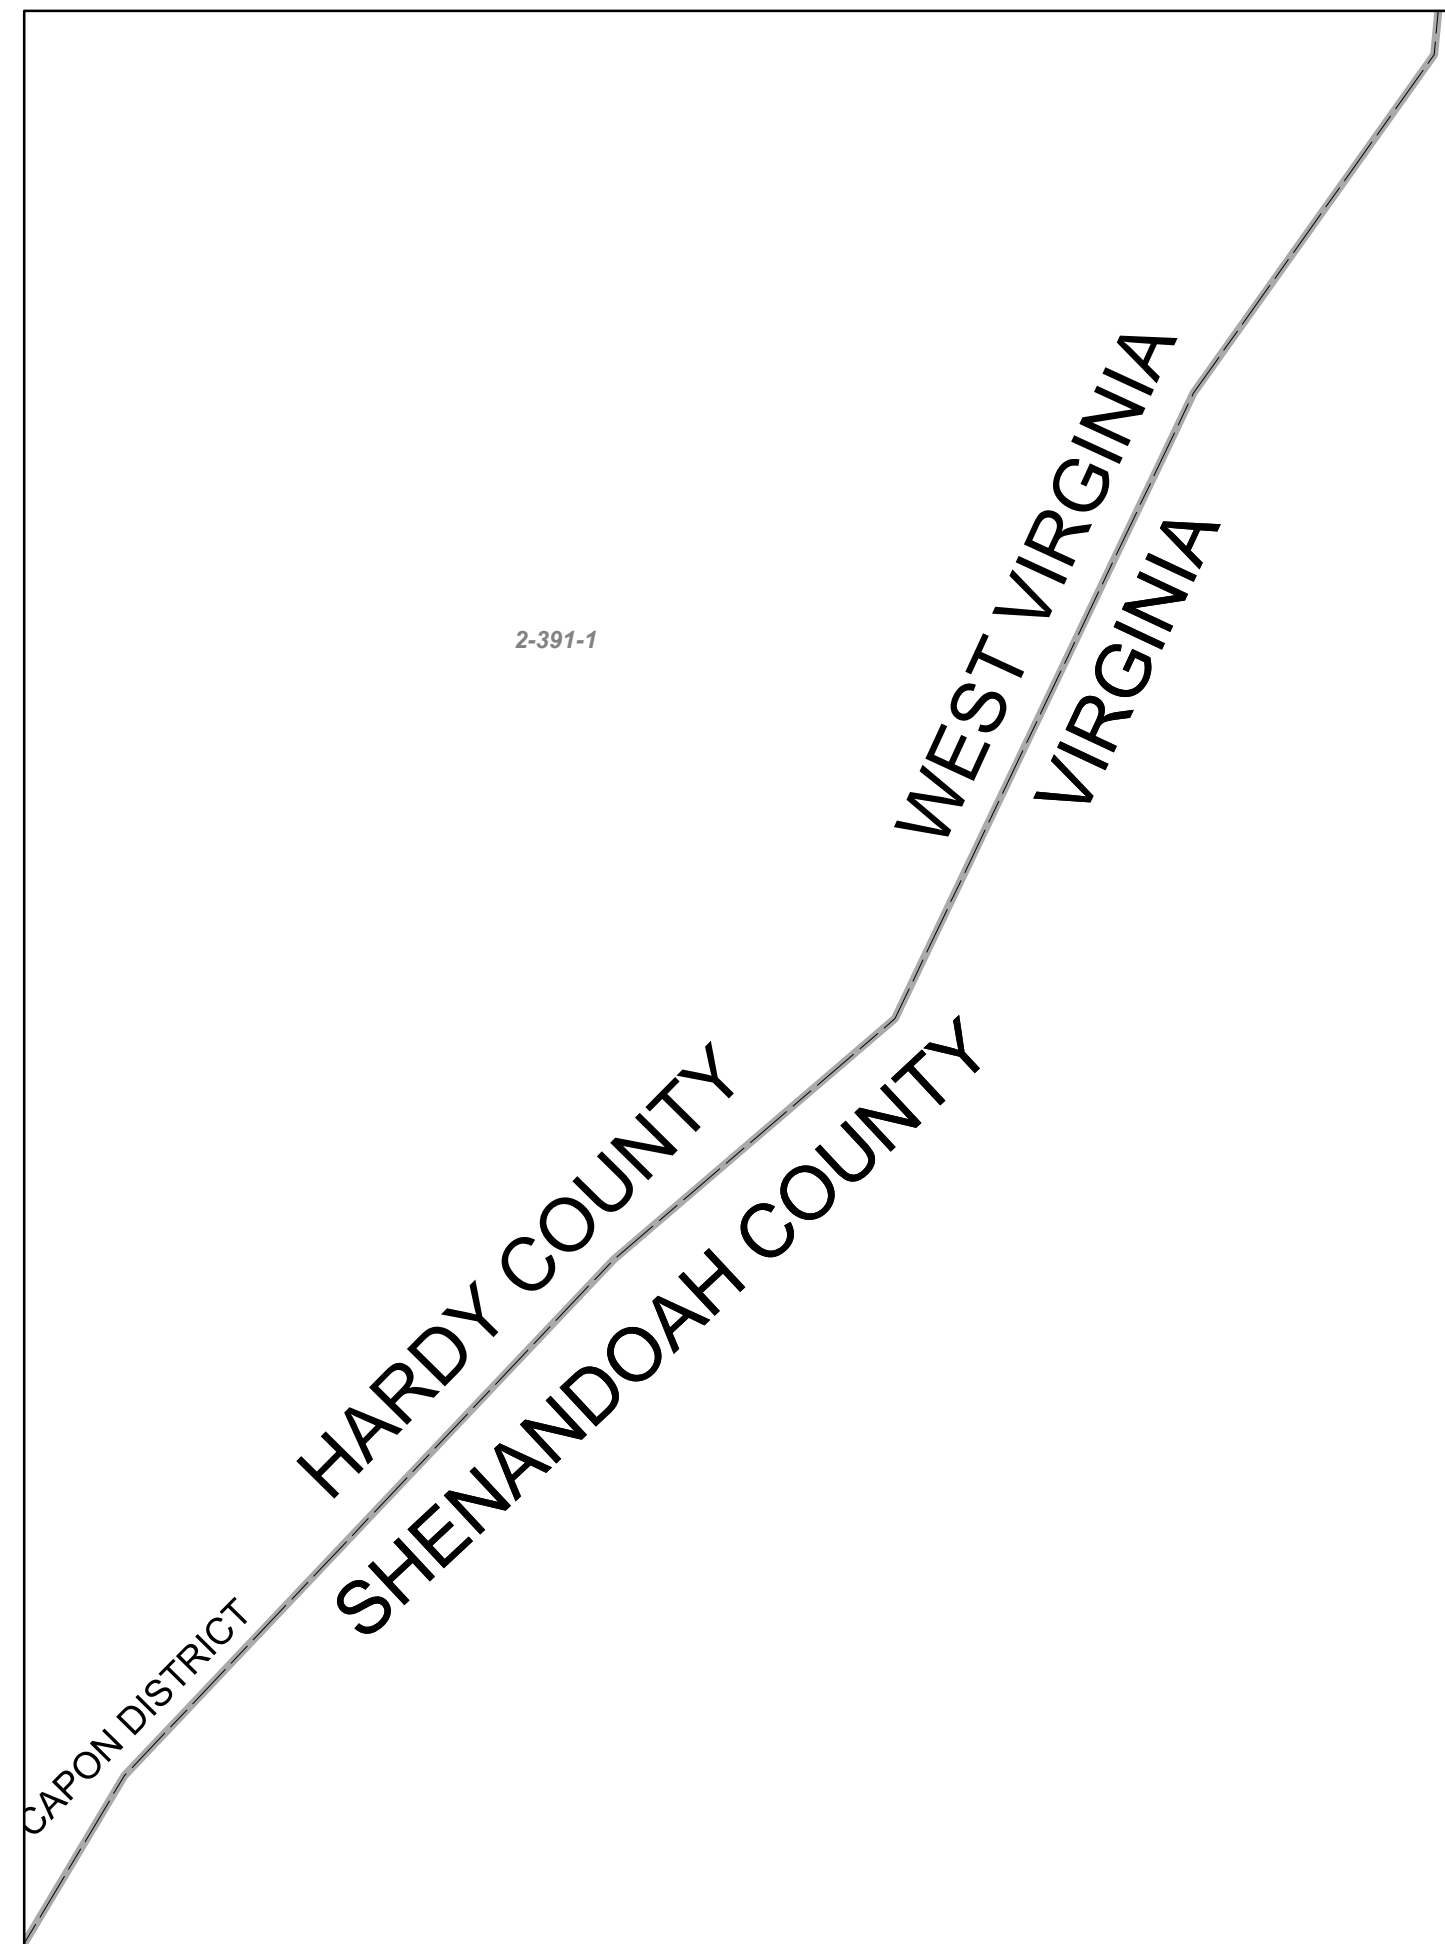 WEST VIRGINIA
VIRGINIA
2-391-1
HARDY COUNTY
SHENANDOAH COUNTY
CAPON DISTRICT